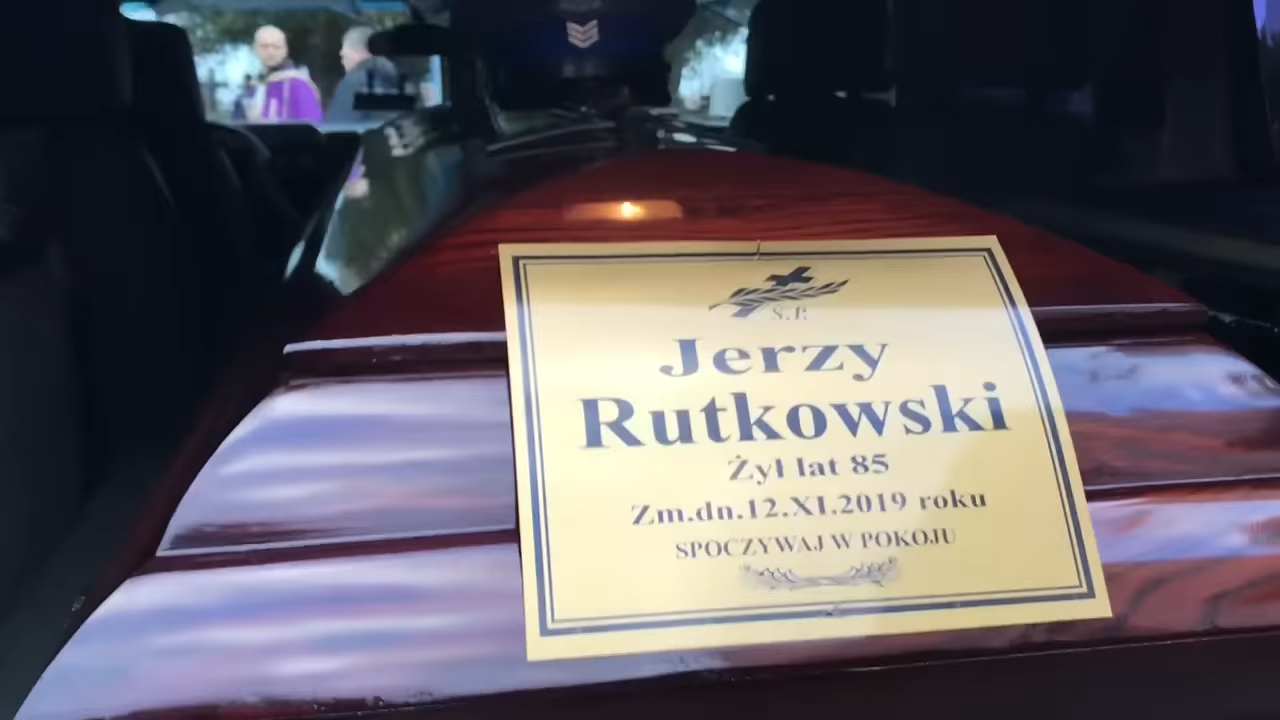 Ś.P.
Jerzy
Rutkowski
Żył lat 85
Zm.dn.12.XI.2019 roku
SPOCZYWAJ W POKOJU